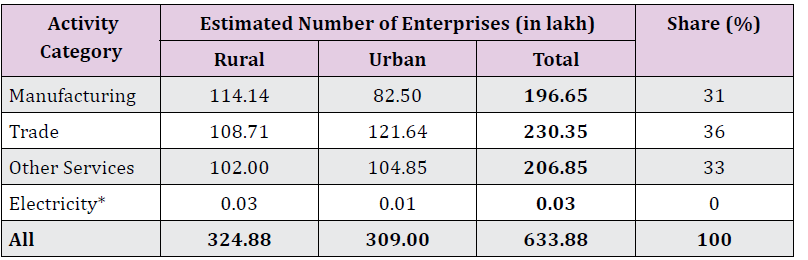 Activity Category Estimated Number of Enterprises (in lakh) Share (%)
Rural Urban Total
Manufacturing 114.14 82.50 196.65 31
Trade 108.71 121.64 230.35 36
Other Services 102.00 104.85 206.85 33
Electricity* 0.03 0.01 0.03 0
All 324.88 309.00 633.88 100